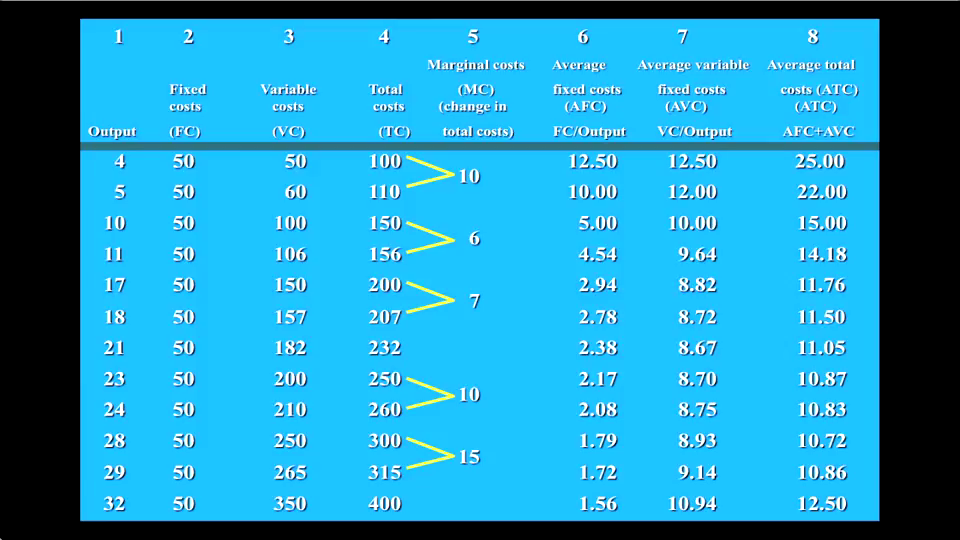 1 2 3 4 5 6 7 8
Marginal costs Average Average variable Average total
Fixed Variable Total (MC) fixed costs fixed costs costs (ATC)
costs costs costs (change in (AFC) (AVC) (ATC)
Output (FC) (VC) (TC) total costs) FC/Output VC/Output AFC+AVC
4 50 50 100 12.50 12.50 25.00
10
5 50 60 110 10.00 12.00 22.00
10 50 100 150 5.00 10.00 15.00
6
11 50 106 156 4.54 9.64 14.18
17 50 150 200 2.94 8.82 11.76
7
18 50 157 207 2.78 8.72 11.50
21 50 182 232 2.38 8.67 11.05
23 50 200 250 2.17 8.70 10.87
10
24 50 210 260 2.08 8.75 10.83
28 50 250 300 1.79 8.93 10.72
15
29 50 265 315 1.72 9.14 10.86
32 50 350 400 1.56 10.94 12.50